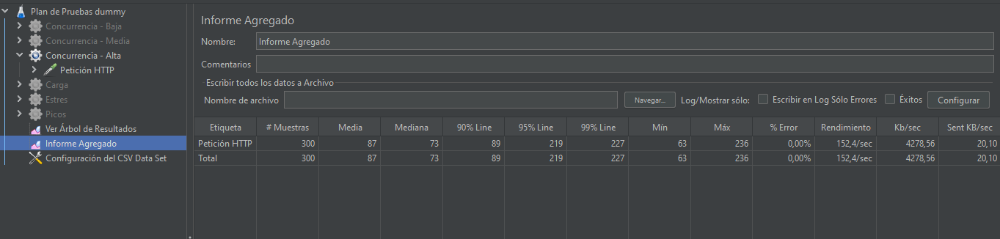 Plan de Pruebas dummy
Concurrencia - Baja
Concurrencia - Media
Concurrencia - Alta
Petición HTTP
Carga
Estres
Picos
Ver Árbol de Resultados
Informe Agregado
Configuración del CSV Data Set
Informe Agregado
Nombre: Informe Agregado
Comentarios
Escribir todos los datos a Archivo
Nombre de archivo Navegar... Log/Mostrar sólo: Escribir en Log Sólo Errores Éxitos Configurar
Etiqueta # Muestras Media Mediana 90% Line 95% Line 99% Line Mín Máx % Error Rendimiento Kb/sec Sent KB/sec
Petición HTTP 300 87 73 89 219 227 63 236 0,00% 152,4/sec 4278,56 20,10
Total 300 87 73 89 219 227 63 236 0,00% 152,4/sec 4278,56 20,10